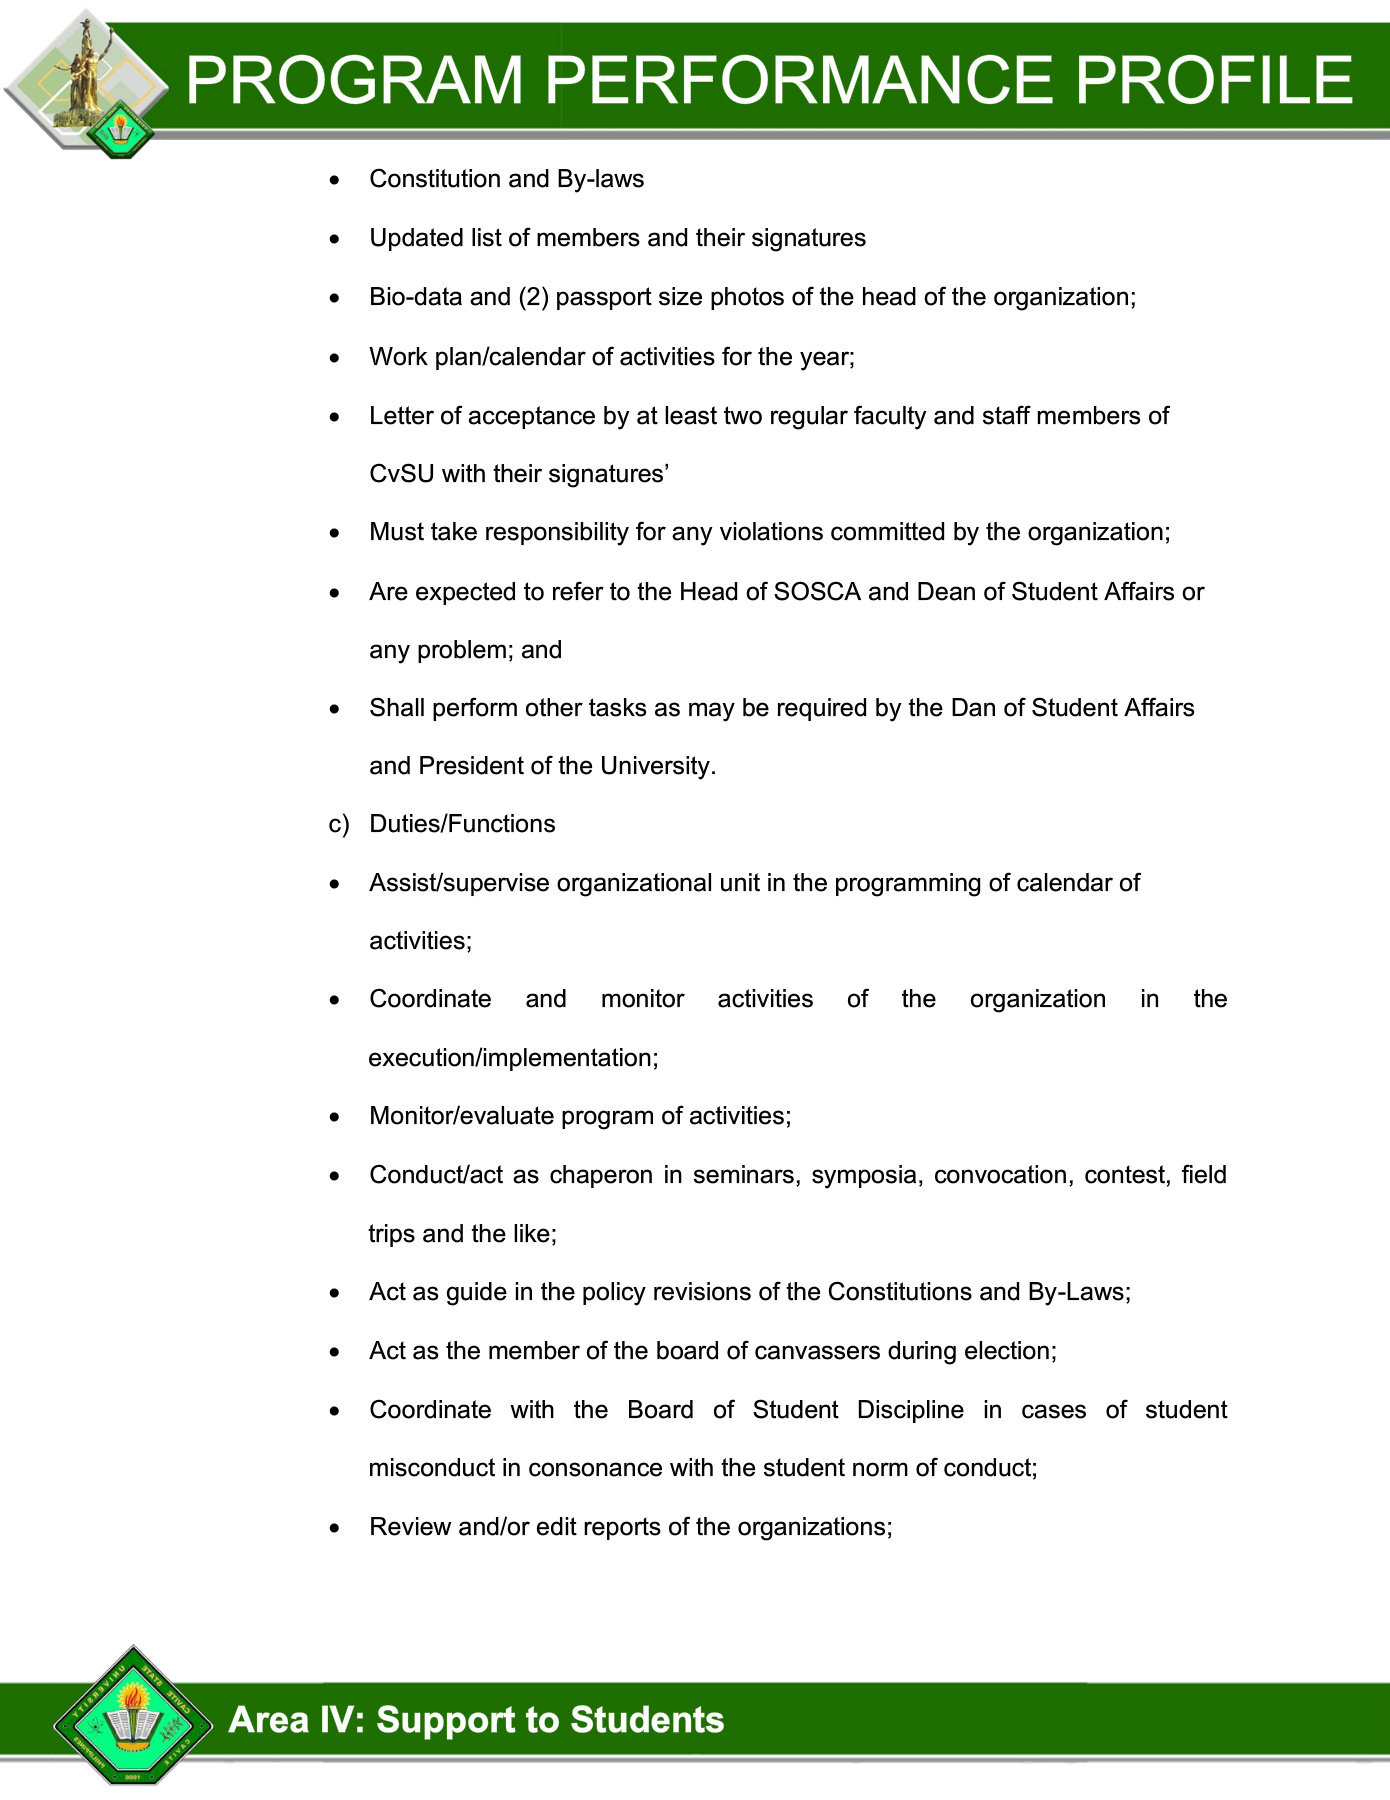 PROGRAM PERFORMANCE PROFILE
• Constitution and By-laws
• Updated list of members and their signatures
• Bio-data and (2) passport size photos of the head of the organization;
• Work plan/calendar of activities for the year;
• Letter of acceptance by at least two regular faculty and staff members of
CvSU with their signatures’
• Must take responsibility for any violations committed by the organization;
• Are expected to refer to the Head of SOSCA and Dean of Student Affairs or
any problem; and
• Shall perform other tasks as may be required by the Dan of Student Affairs
and President of the University.
c) Duties/Functions
• Assist/supervise organizational unit in the programming of calendar of
activities;
• Coordinate and monitor activities of the organization in the
execution/implementation;
• Monitor/evaluate program of activities;
• Conduct/act as chaperon in seminars, symposia, convocation, contest, field
trips and the like;
• Act as guide in the policy revisions of the Constitutions and By-Laws;
• Act as the member of the board of canvassers during election;
• Coordinate with the Board of Student Discipline in cases of student
misconduct in consonance with the student norm of conduct;
• Review and/or edit reports of the organizations;
CAVITE STATE UNIVERSITY
CAVITE
PHILIPPINES
Area IV: Support to Students